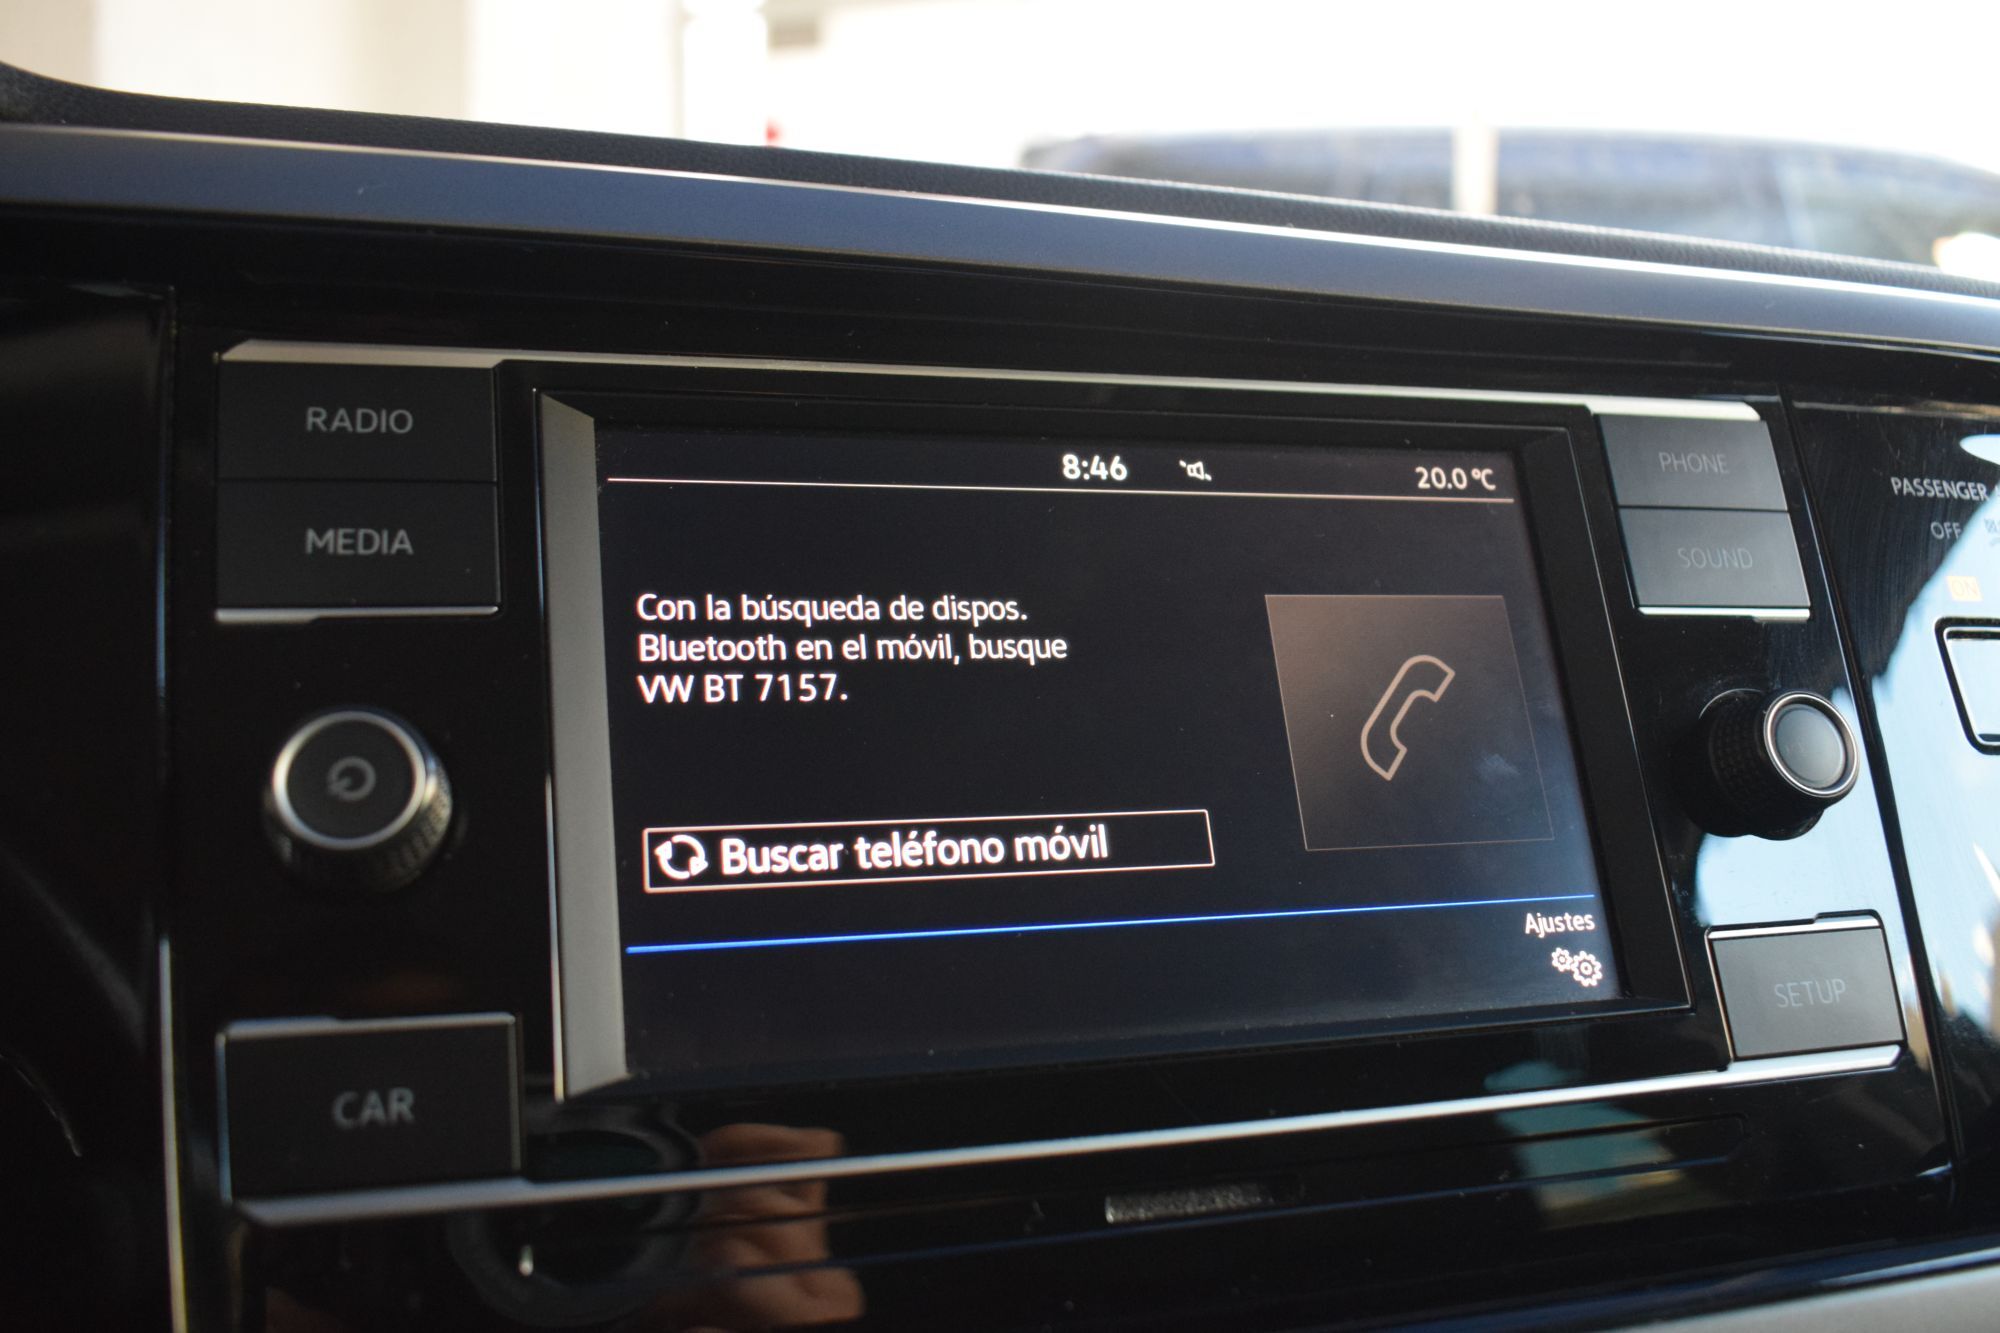 RADIO
MEDIA
CAR
8:46
20.0 °C
Con la búsqueda de dispos.
Bluetooth en el móvil, busque
VW BT 7157.
Buscar teléfono móvil
Ajustes
PHONE
SOUND
SETUP
PASSENGER
OFF
ON